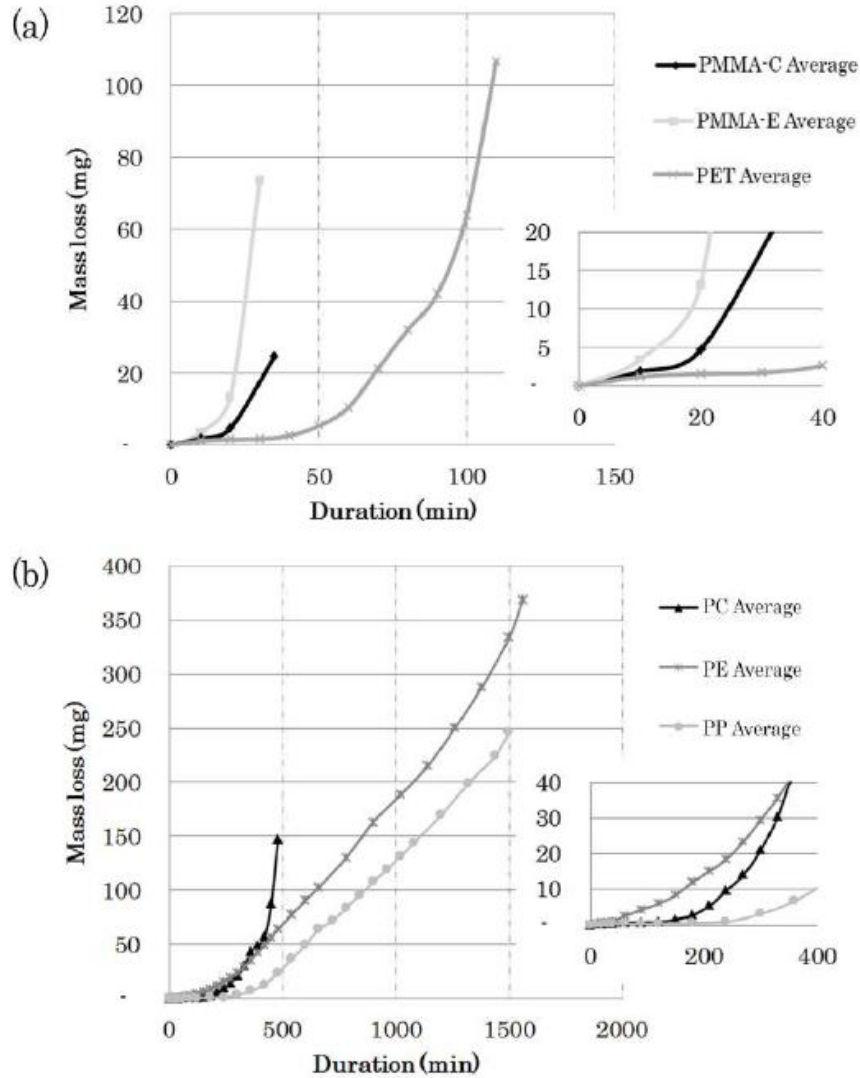 (a)
120
100
80
60
40
20
-
Mass loss (mg)
0 50 100 150
Duration (min)
PMMA-C Average
PMMA-E Average
PET Average
20
15
10
5
-
0 20 40
(b)
400
350
300
250
200
150
100
50
-
Mass loss (mg)
0 500 1000 1500 2000
Duration (min)
PC Average
PE Average
PP Average
40
30
20
10
-
0 200 400